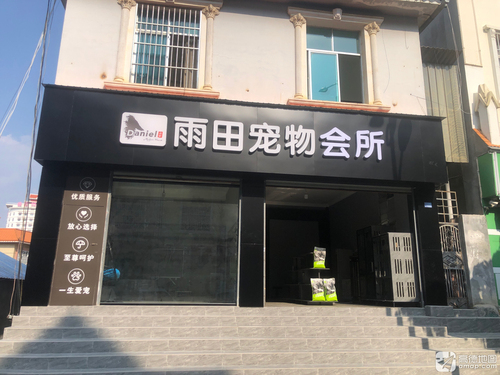 Daniel
雨田宠物会所
优质服务
放心选择
至尊呵护
一生爱宠